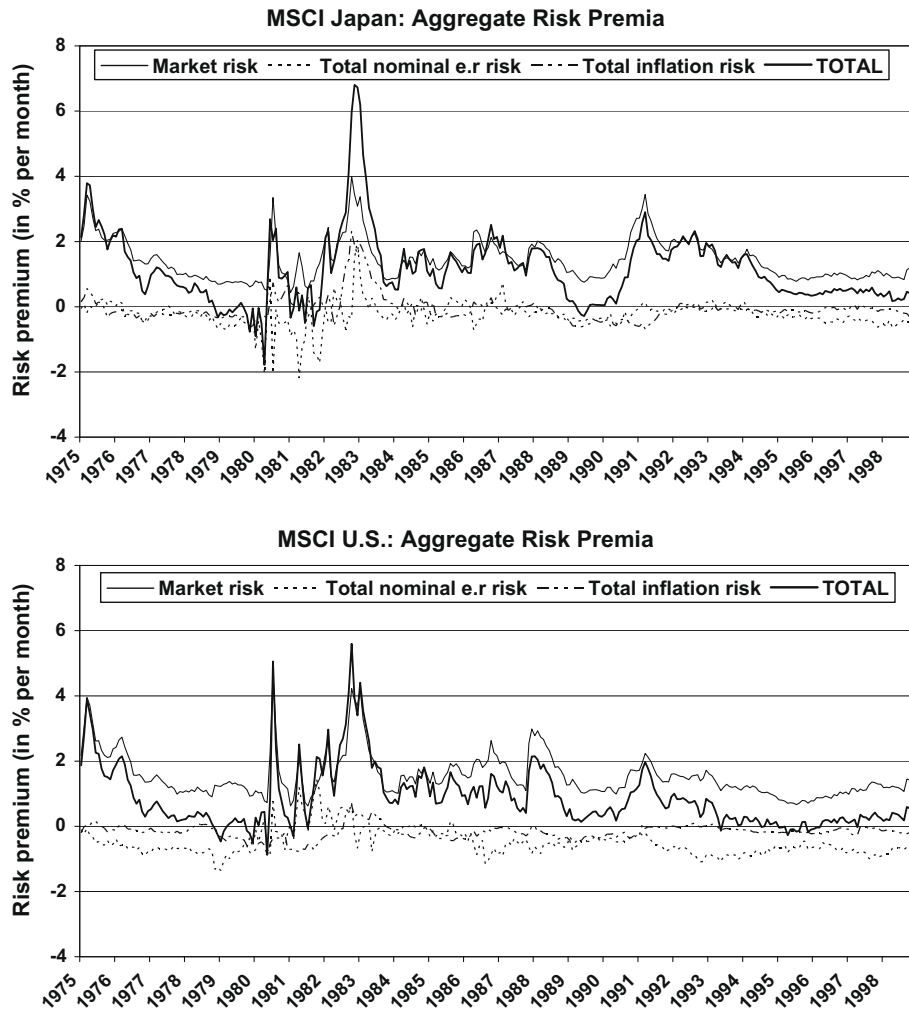 MSCI Japan: Aggregate Risk Premia
Risk premium (in % per month)
8
6
4
2
0
-2
-4
Market risk Total nominal e.r risk Total inflation risk TOTAL
1975 1976 1977 1978 1979 1980 1981 1982 1983 1984 1985 1986 1987 1988 1989 1990 1991 1992 1993 1994 1995 1996 1998
MSCI U.S.: Aggregate Risk Premia
Risk premium (in % per month)
8
6
4
2
0
-2
-4
Market risk Total nominal e.r risk Total inflation risk TOTAL
1975 1976 1977 1978 1979 1980 1981 1982 1983 1984 1985 1986 1987 1988 1989 1990 1991 1992 1993 1994 1995 1996 1998